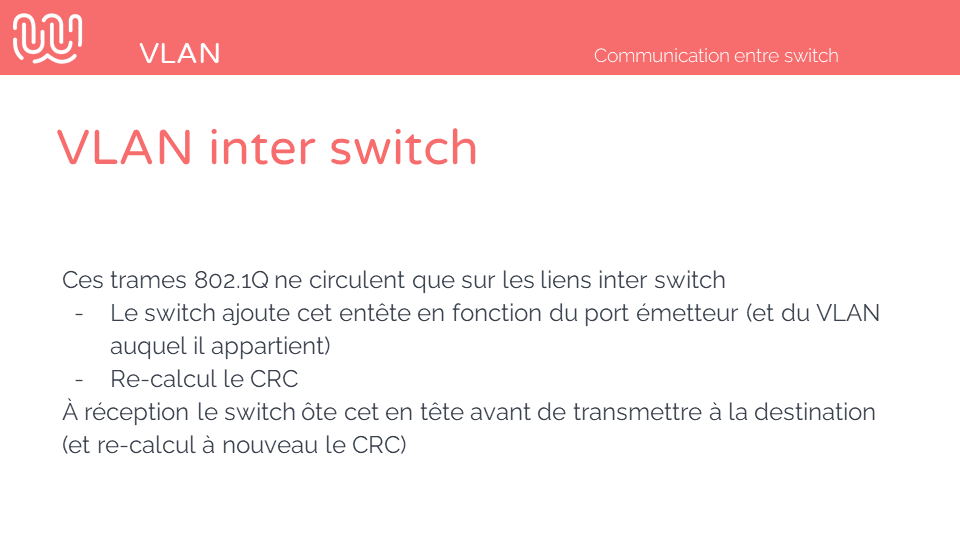 VLAN
Communication entre switch
VLAN inter switch
Ces trames 802.1Q ne circulent que sur les liens inter switch
- Le switch ajoute cet entête en fonction du port émetteur (et du VLAN
auquel il appartient)
- Re-calcul le CRC
À réception le switch ôte cet en tête avant de transmettre à la destination
(et re-calcul à nouveau le CRC)